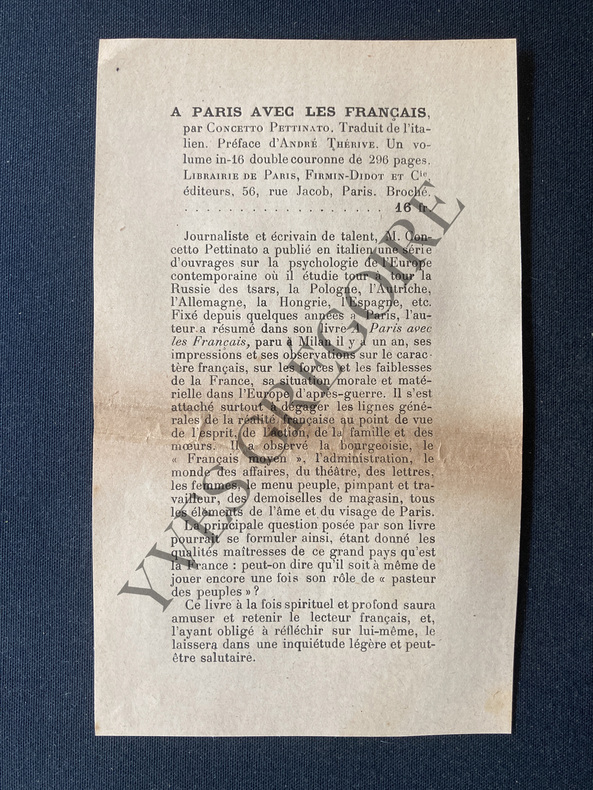 A PARIS AVEC LES FRANÇAIS,
par Concetto Pettinato. Traduit de l'ita-
lien. Préface d'André Thérive. Un vo-
lume in-16 double couronne de 296 pages.
Librairie de Paris, Firmin-Didot et Cie,
éditeurs, 56, rue Jacob, Paris. Broché.
. . . . . . . . . . . . . . . . . . 16 fr.
Journaliste et écrivain de talent, M. Con-
cetto Pettinato a publié en italien une série
d'ouvrages sur la psychologie de l'Europe
contemporaine où il étudie tour à tour la
Russie des tsars, la Pologne, l'Autriche,
l'Allemagne, la Hongrie, l'Espagne, etc.
Fixé depuis quelques années à Paris, l'au-
teur a résumé dans son livre A Paris avec
les Français, paru à Milan il y a un an, ses
impressions et ses observations sur le carac-
tère français, sur les forces et les faiblesses
de la France, sa situation morale et maté-
rielle dans l'Europe d'après-guerre. Il s'est
attaché surtout à dégager les lignes géné-
rales de la réalité française au point de vue
de l'esprit, de l'action, de la famille et des
mœurs. Il a observé la bourgeoisie, le
« Français moyen », l'administration, le
monde des affaires, du théâtre, des lettres,
les femmes, le menu peuple, pimpant et tra-
vailleur, des demoiselles de magasin, tous
les éléments de l'âme et du visage de Paris.
La principale question posée par son livre
pourrait se formuler ainsi, étant donné les
qualités maîtresses de ce grand pays qu'est
la France : peut-on dire qu'il soit à même de
jouer encore une fois son rôle de « pasteur
des peuples » ?
Ce livre à la fois spirituel et profond saura
amuser et retenir le lecteur français, et,
l'ayant obligé à réfléchir sur lui-même, le
laissera dans une inquiétude légère et peut-
être salutaire.
YVES GREGOIRE